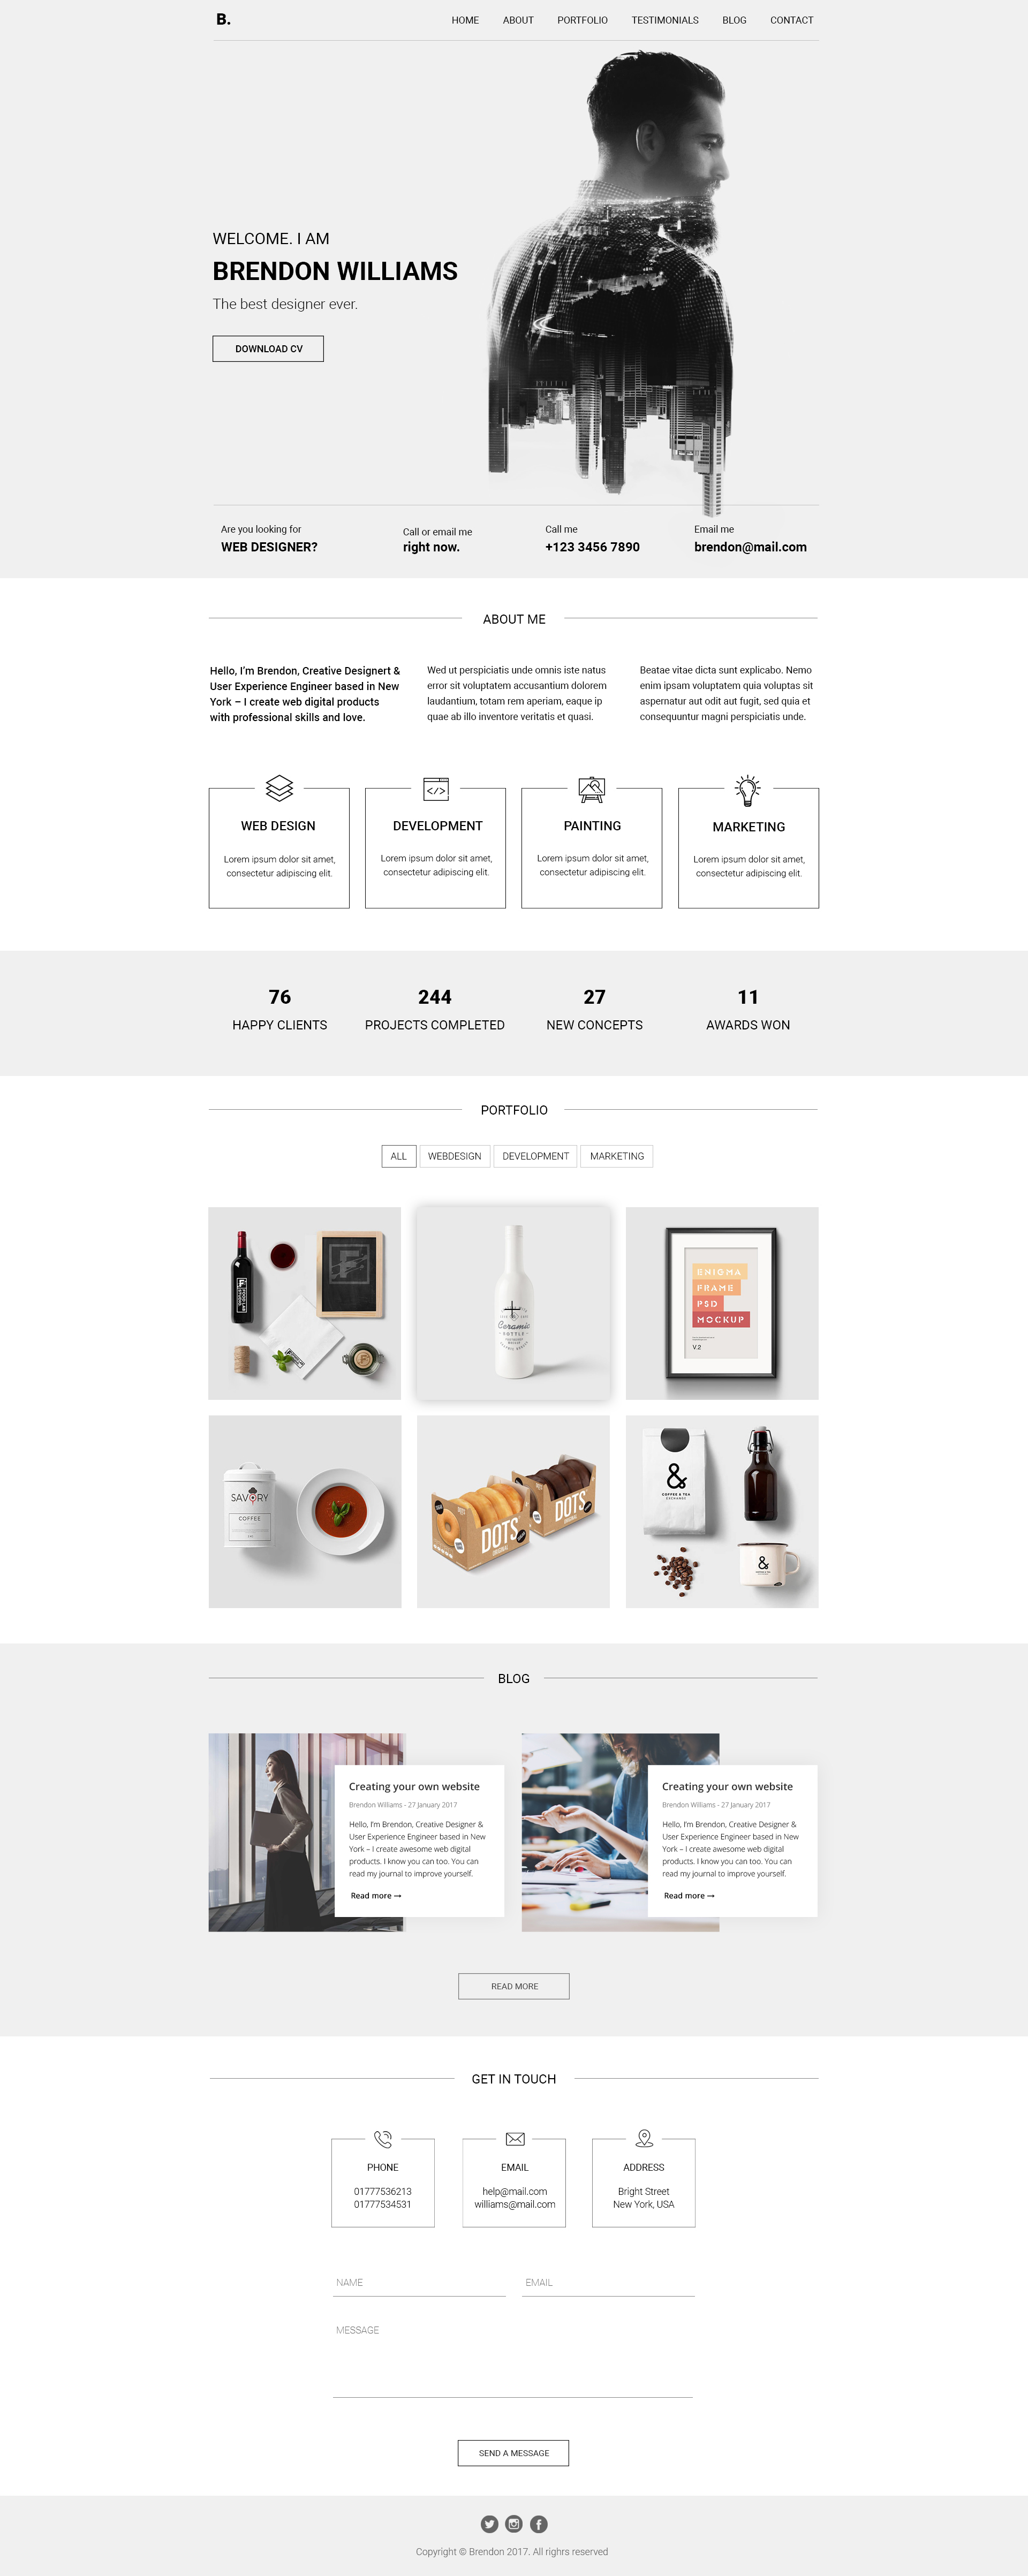 B.
HOME ABOUT PORTFOLIO TESTIMONIALS BLOG CONTACT
WELCOME. I AM
BRENDON WILLIAMS
The best designer ever.
DOWNLOAD CV
Are you looking for
WEB DESIGNER?
Call or email me
right now.
Call me
+123 3456 7890
Email me
brendon@mail.com
ABOUT ME
Hello, I'm Brendon, Creative Designert &
User Experience Engineer based in New
York – I create web digital products
with professional skills and love.
Wed ut perspiciatis unde omnis iste natus
error sit voluptatem accusantium dolorem
laudantium, totam rem aperiam, eaque ip
quae ab illo inventore veritatis et quasi.
Beatae vitae dicta sunt explicabo. Nemo
enim ipsam voluptatem quia voluptas sit
aspernatur aut odit aut fugit, sed quia et
consequuntur magni perspiciatis unde.
WEB DESIGN
Lorem ipsum dolor sit amet,
consectetur adipiscing elit.
DEVELOPMENT
Lorem ipsum dolor sit amet,
consectetur adipiscing elit.
PAINTING
Lorem ipsum dolor sit amet,
consectetur adipiscing elit.
MARKETING
Lorem ipsum dolor sit amet,
consectetur adipiscing elit.
76
HAPPY CLIENTS
244
PROJECTS COMPLETED
27
NEW CONCEPTS
11
AWARDS WON
PORTFOLIO
ALL WEBDESIGN DEVELOPMENT MARKETING
F
Ceramic
BOTTLE
ENIGMA
FRAME
PSD
MOCKUP
V.2
SAVORY
COFFEE
DOTS
DOTS
&
COFFEE & TEA
EXCHANGE
&
BLOG
Creating your own website
Brendon Williams - 27 January 2017
Hello, I'm Brendon, Creative Designer &
User Experience Engineer based in New
York – I create awesome web digital
products. I know you can too. You can
read my journal to improve yourself.
Read more →
Creating your own website
Brendon Williams - 27 January 2017
Hello, I'm Brendon, Creative Designer &
User Experience Engineer based in New
York – I create awesome web digital
products. I know you can too. You can
read my journal to improve yourself.
Read more →
READ MORE
GET IN TOUCH
PHONE
01777536213
01777534531
EMAIL
help@mail.com
williams@mail.com
ADDRESS
Bright Street
New York, USA
NAME
EMAIL
MESSAGE
SEND A MESSAGE
Copyright © Brendon 2017. All righrs reserved